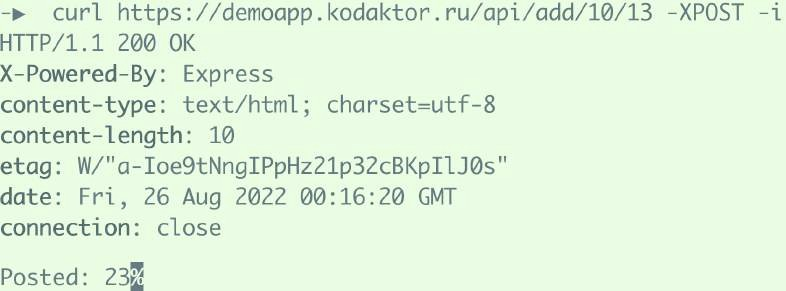 -► curl https://demoapp.kodaktor.ru/api/add/10/13 -XPOST -i
HTTP/1.1 200 OK
X-Powered-By: Express
content-type: text/html; charset=utf-8
content-length: 10
etag: W/"a-Ioe9tNngIPpHz21p32cBKpIlJ0s"
date: Fri, 26 Aug 2022 00:16:20 GMT
connection: close
Posted: 23%